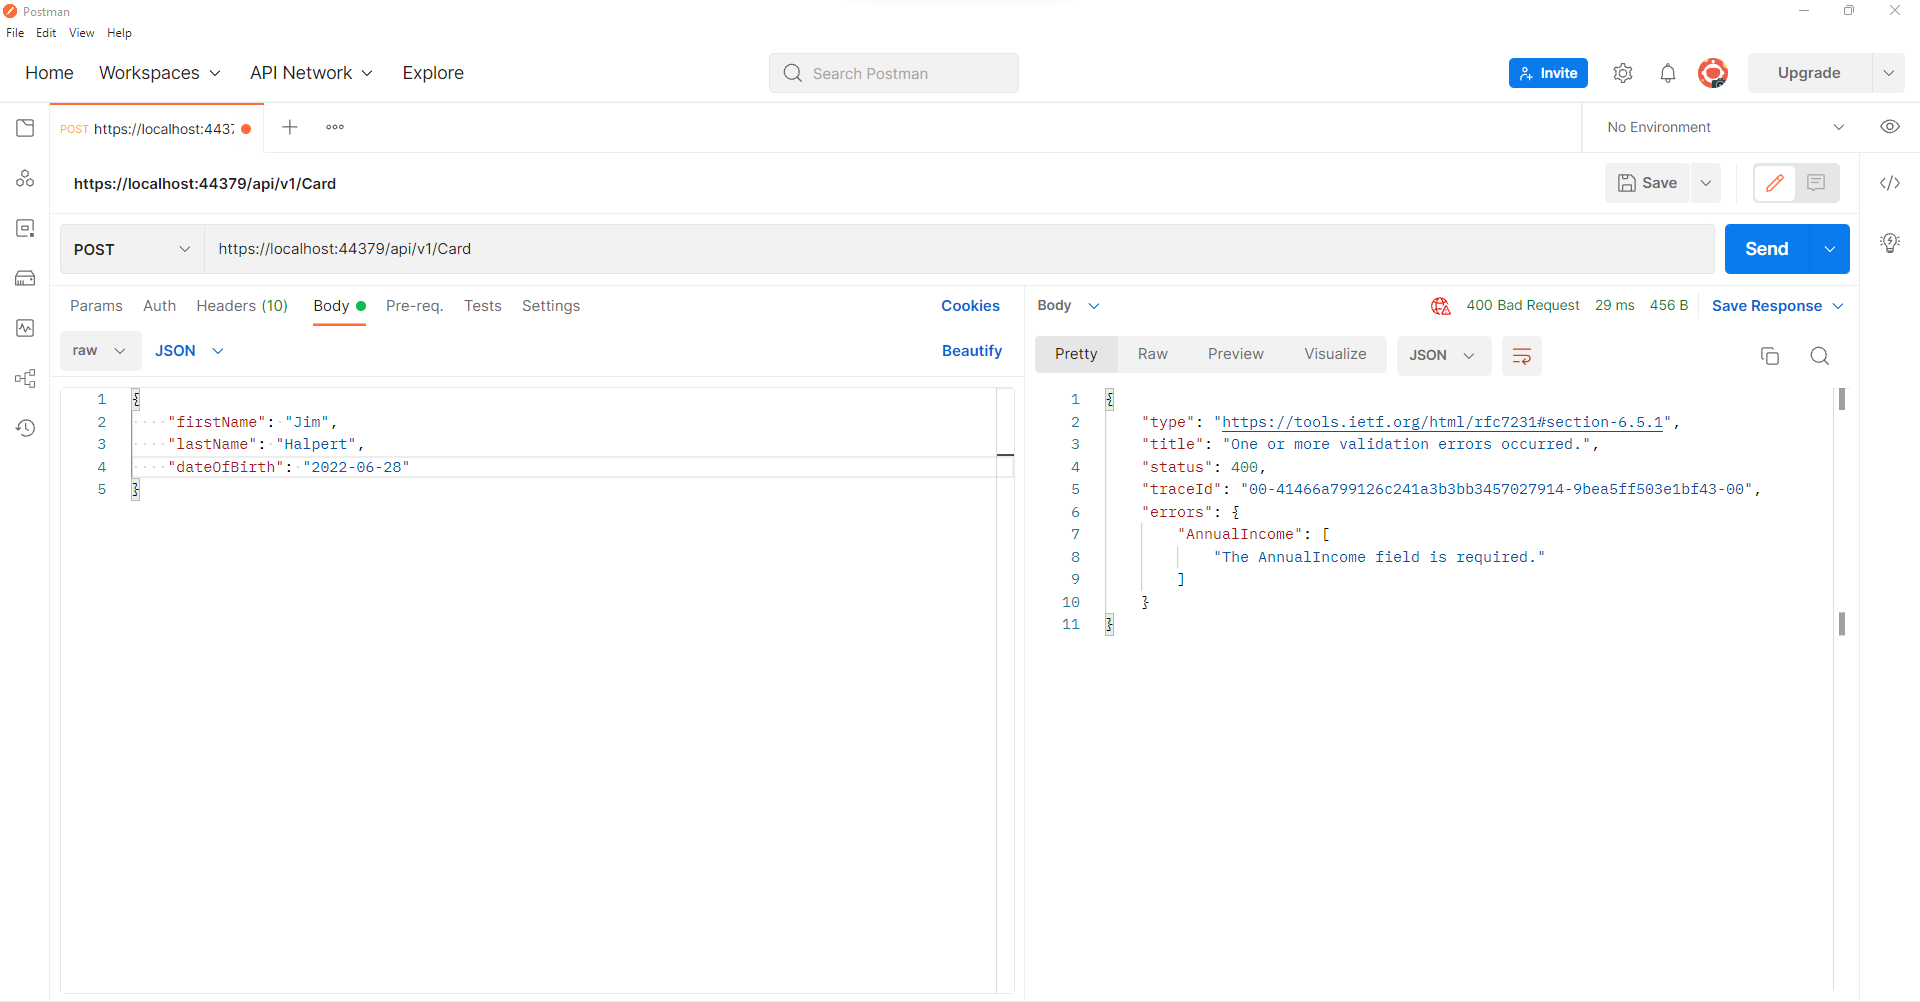 Postman
File Edit View Help
Home Workspaces API Network Explore
Search Postman
Invite
Upgrade
POST https://localhost:4437
No Environment
https://localhost:44379/api/v1/Card
Save
POST
https://localhost:44379/api/v1/Card
Send
Params Auth Headers (10) Body Pre-req. Tests Settings Cookies
raw JSON Beautify
1 {
2 "firstName": "Jim",
3 "lastName": "Halpert",
4 "dateOfBirth": "2022-06-28"
5 }
Body 400 Bad Request 29 ms 456 B Save Response
Pretty Raw Preview Visualize JSON
1 {
2 "type": "https://tools.ietf.org/html/rfc7231#section-6.5.1",
3 "title": "One or more validation errors occurred.",
4 "status": 400,
5 "traceId": "00-41466a799126c241a3b3bb3457027914-9bea5ff503e1bf43-00",
6 "errors": {
7 "AnnualIncome": [
8 "The AnnualIncome field is required."
9 ]
10 }
11 }